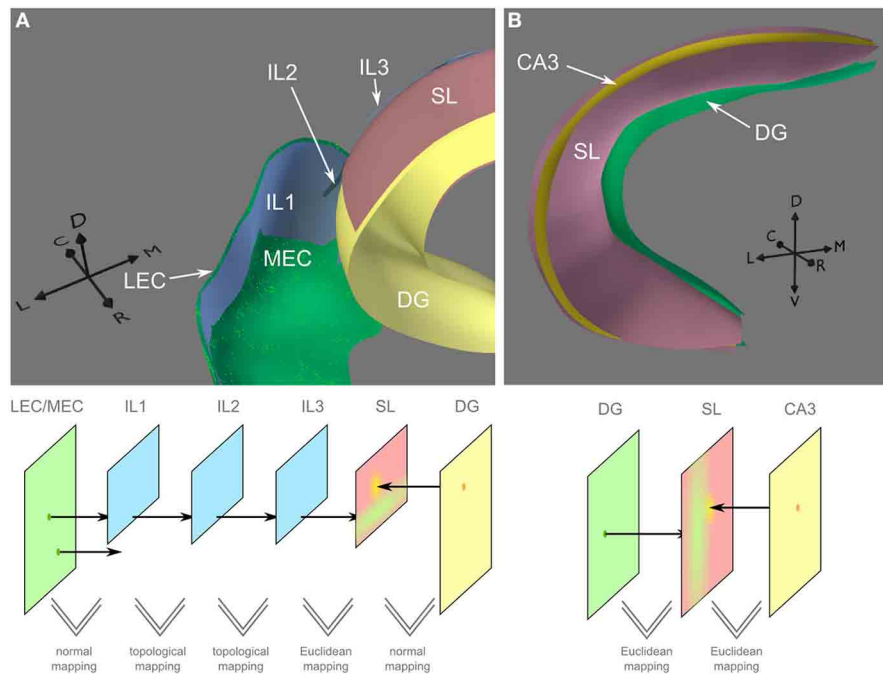 A
IL2
IL3
SL
IL1
MEC
LEC
DG
D
C
M
L
R
B
CA3
DG
SL
D
C
M
L
R
V
LEC/MEC IL1 IL2 IL3 SL DG
normal topological topological Euclidean normal
mapping mapping mapping mapping mapping
DG SL CA3
Euclidean Euclidean
mapping mapping